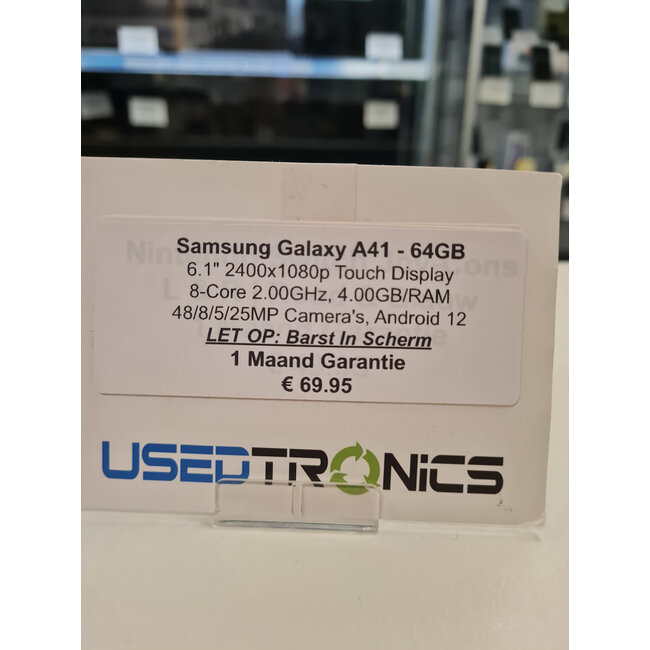 Samsung Galaxy A41 - 64GB
6.1" 2400x1080p Touch Display
8-Core 2.00GHz, 4.00GB/RAM
48/8/5/25MP Camera's, Android 12
LET OP: Barst In Scherm
1 Maand Garantie
€ 69.95
USEDTRONiCS